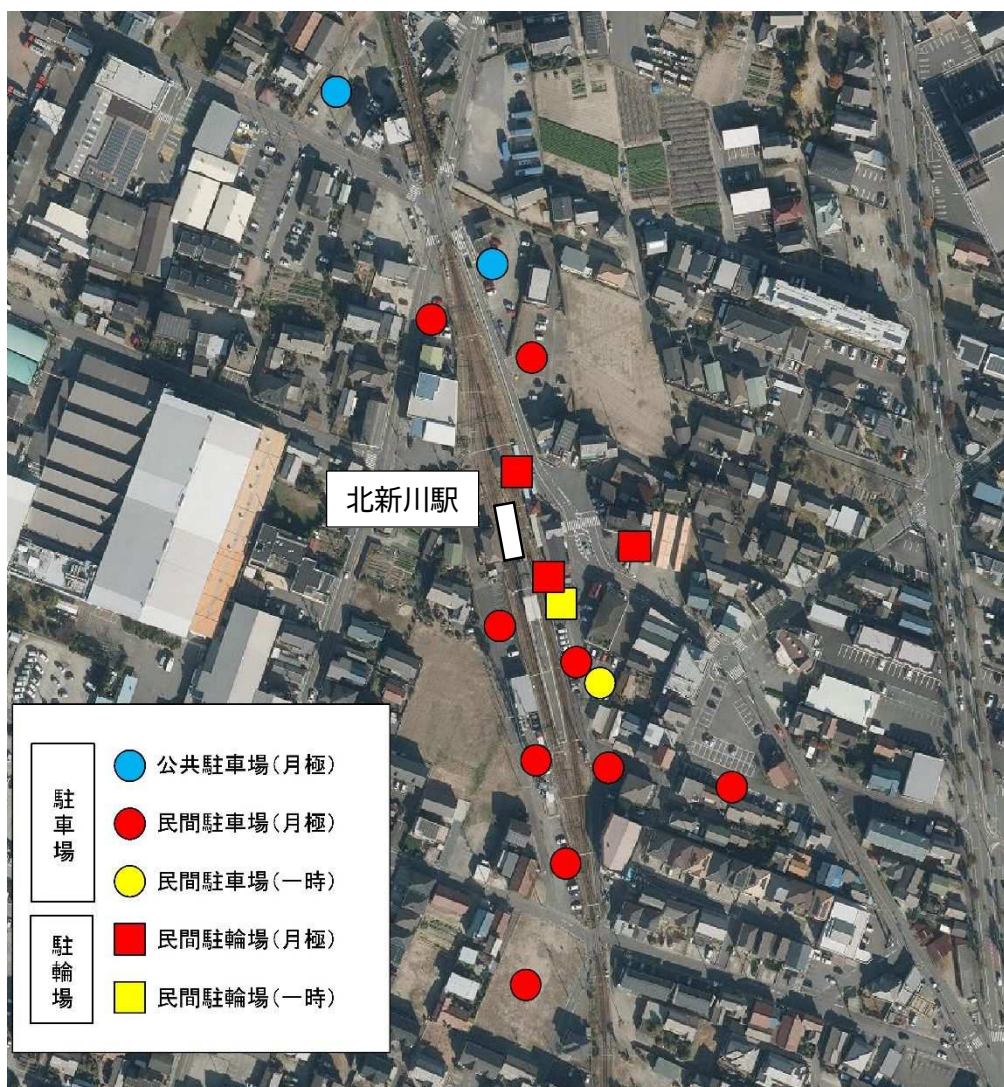 北新川駅
駐車場
公共駐車場(月極)
民間駐車場(月極)
民間駐車場(一時)
駐輪場
民間駐輪場(月極)
民間駐輪場(一時)